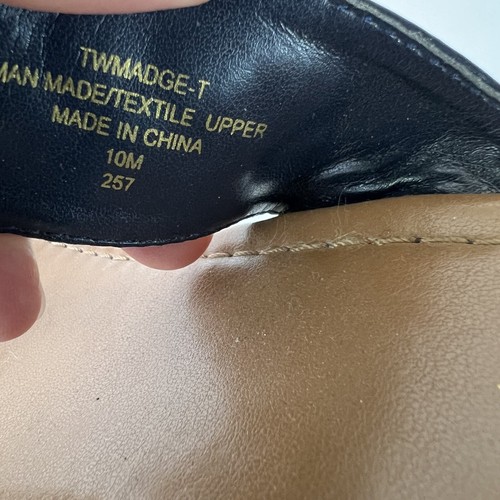 TWMADGE-T
MAN MADE/TEXTILE UPPER
MADE IN CHINA
10M
257